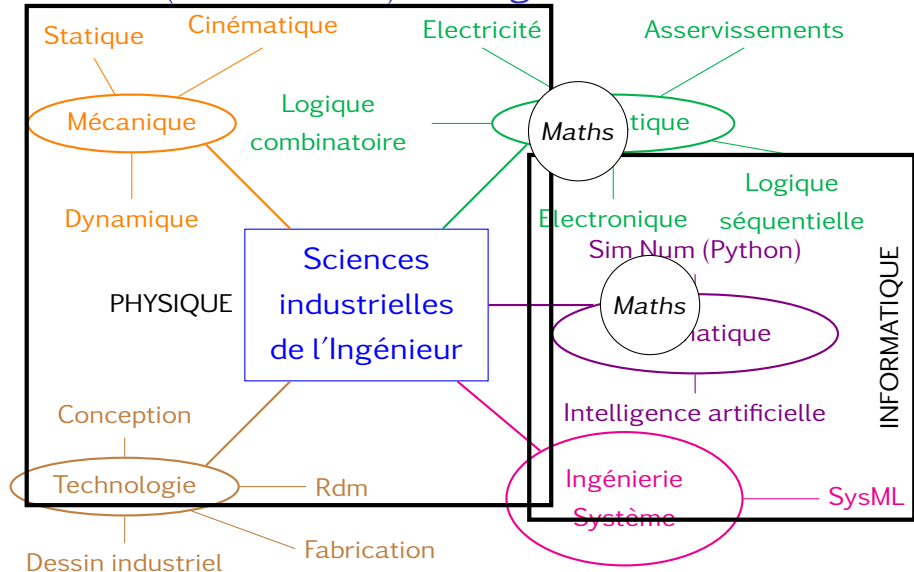 Statique
Cinématique
Electricité
Asservissements
Mécanique
Logique
combinatoire
Maths
tique
Dynamique
Electronique
Logique
séquentielle
Sim Num (Python)
Sciences
industrielles
de l'Ingénieur
PHYSIQUE
Maths
atique
INFORMATIQUE
Intelligence artificielle
Conception
Technologie
Rdm
Ingénierie
Système
SysML
Dessin industriel
Fabrication